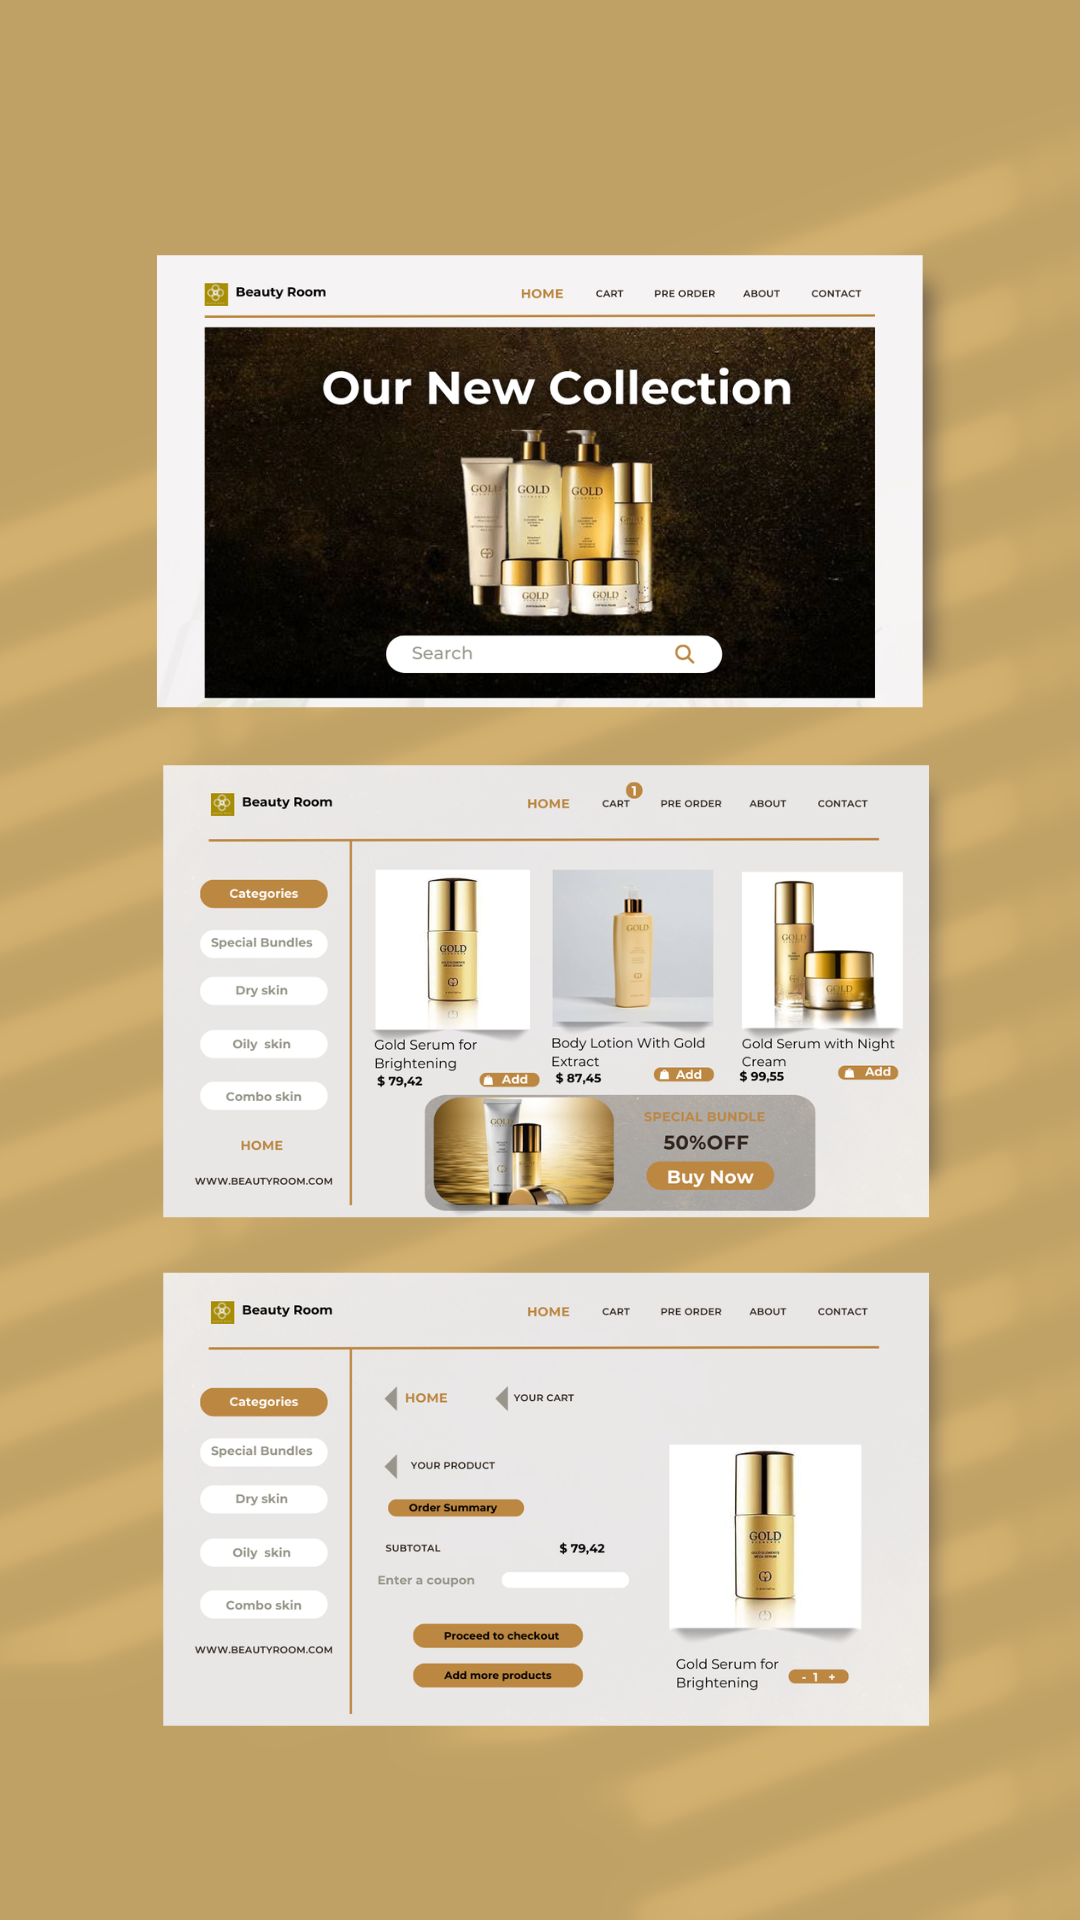 Beauty Room
HOME
CART
PRE ORDER
ABOUT
CONTACT
Our New Collection
GOLD
GOLD
GOLD
GOLD
GOLD
GOLD
Search
Beauty Room
HOME
CART
1
PRE ORDER
ABOUT
CONTACT
Categories
Special Bundles
Dry skin
Oily skin
Combo skin
HOME
WWW.BEAUTYROOM.COM
GOLD
Gold Serum for
Brightening
$ 79,42
Add
GOLD
Body Lotion With Gold
Extract
$ 87,45
Add
GOLD
GOLD
Gold Serum with Night
Cream
$ 99,55
Add
GOLD
SPECIAL BUNDLE
50%OFF
Buy Now
Beauty Room
HOME
CART
PRE ORDER
ABOUT
CONTACT
Categories
Special Bundles
Dry skin
Oily skin
Combo skin
WWW.BEAUTYROOM.COM
HOME
YOUR CART
YOUR PRODUCT
Order Summary
SUBTOTAL
$ 79,42
Enter a coupon
Proceed to checkout
Add more products
GOLD
Gold Serum for
Brightening
- 1 +